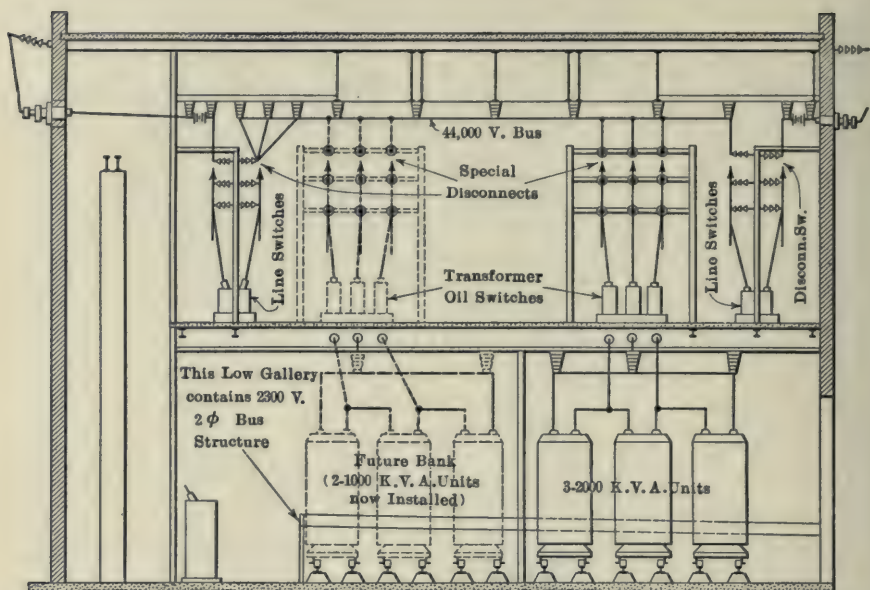 44,000 V. Bus
Special
Disconnects
Line Switches
Transformer
Oil Switches
Line Switches
Disconn.Sw.
This Low Gallery
contains 2300 V.
2 ϕ Bus
Structure
Future Bank
(2-1000 K.V.A.Units
now Installed)
3-2000 K.V.A.Units